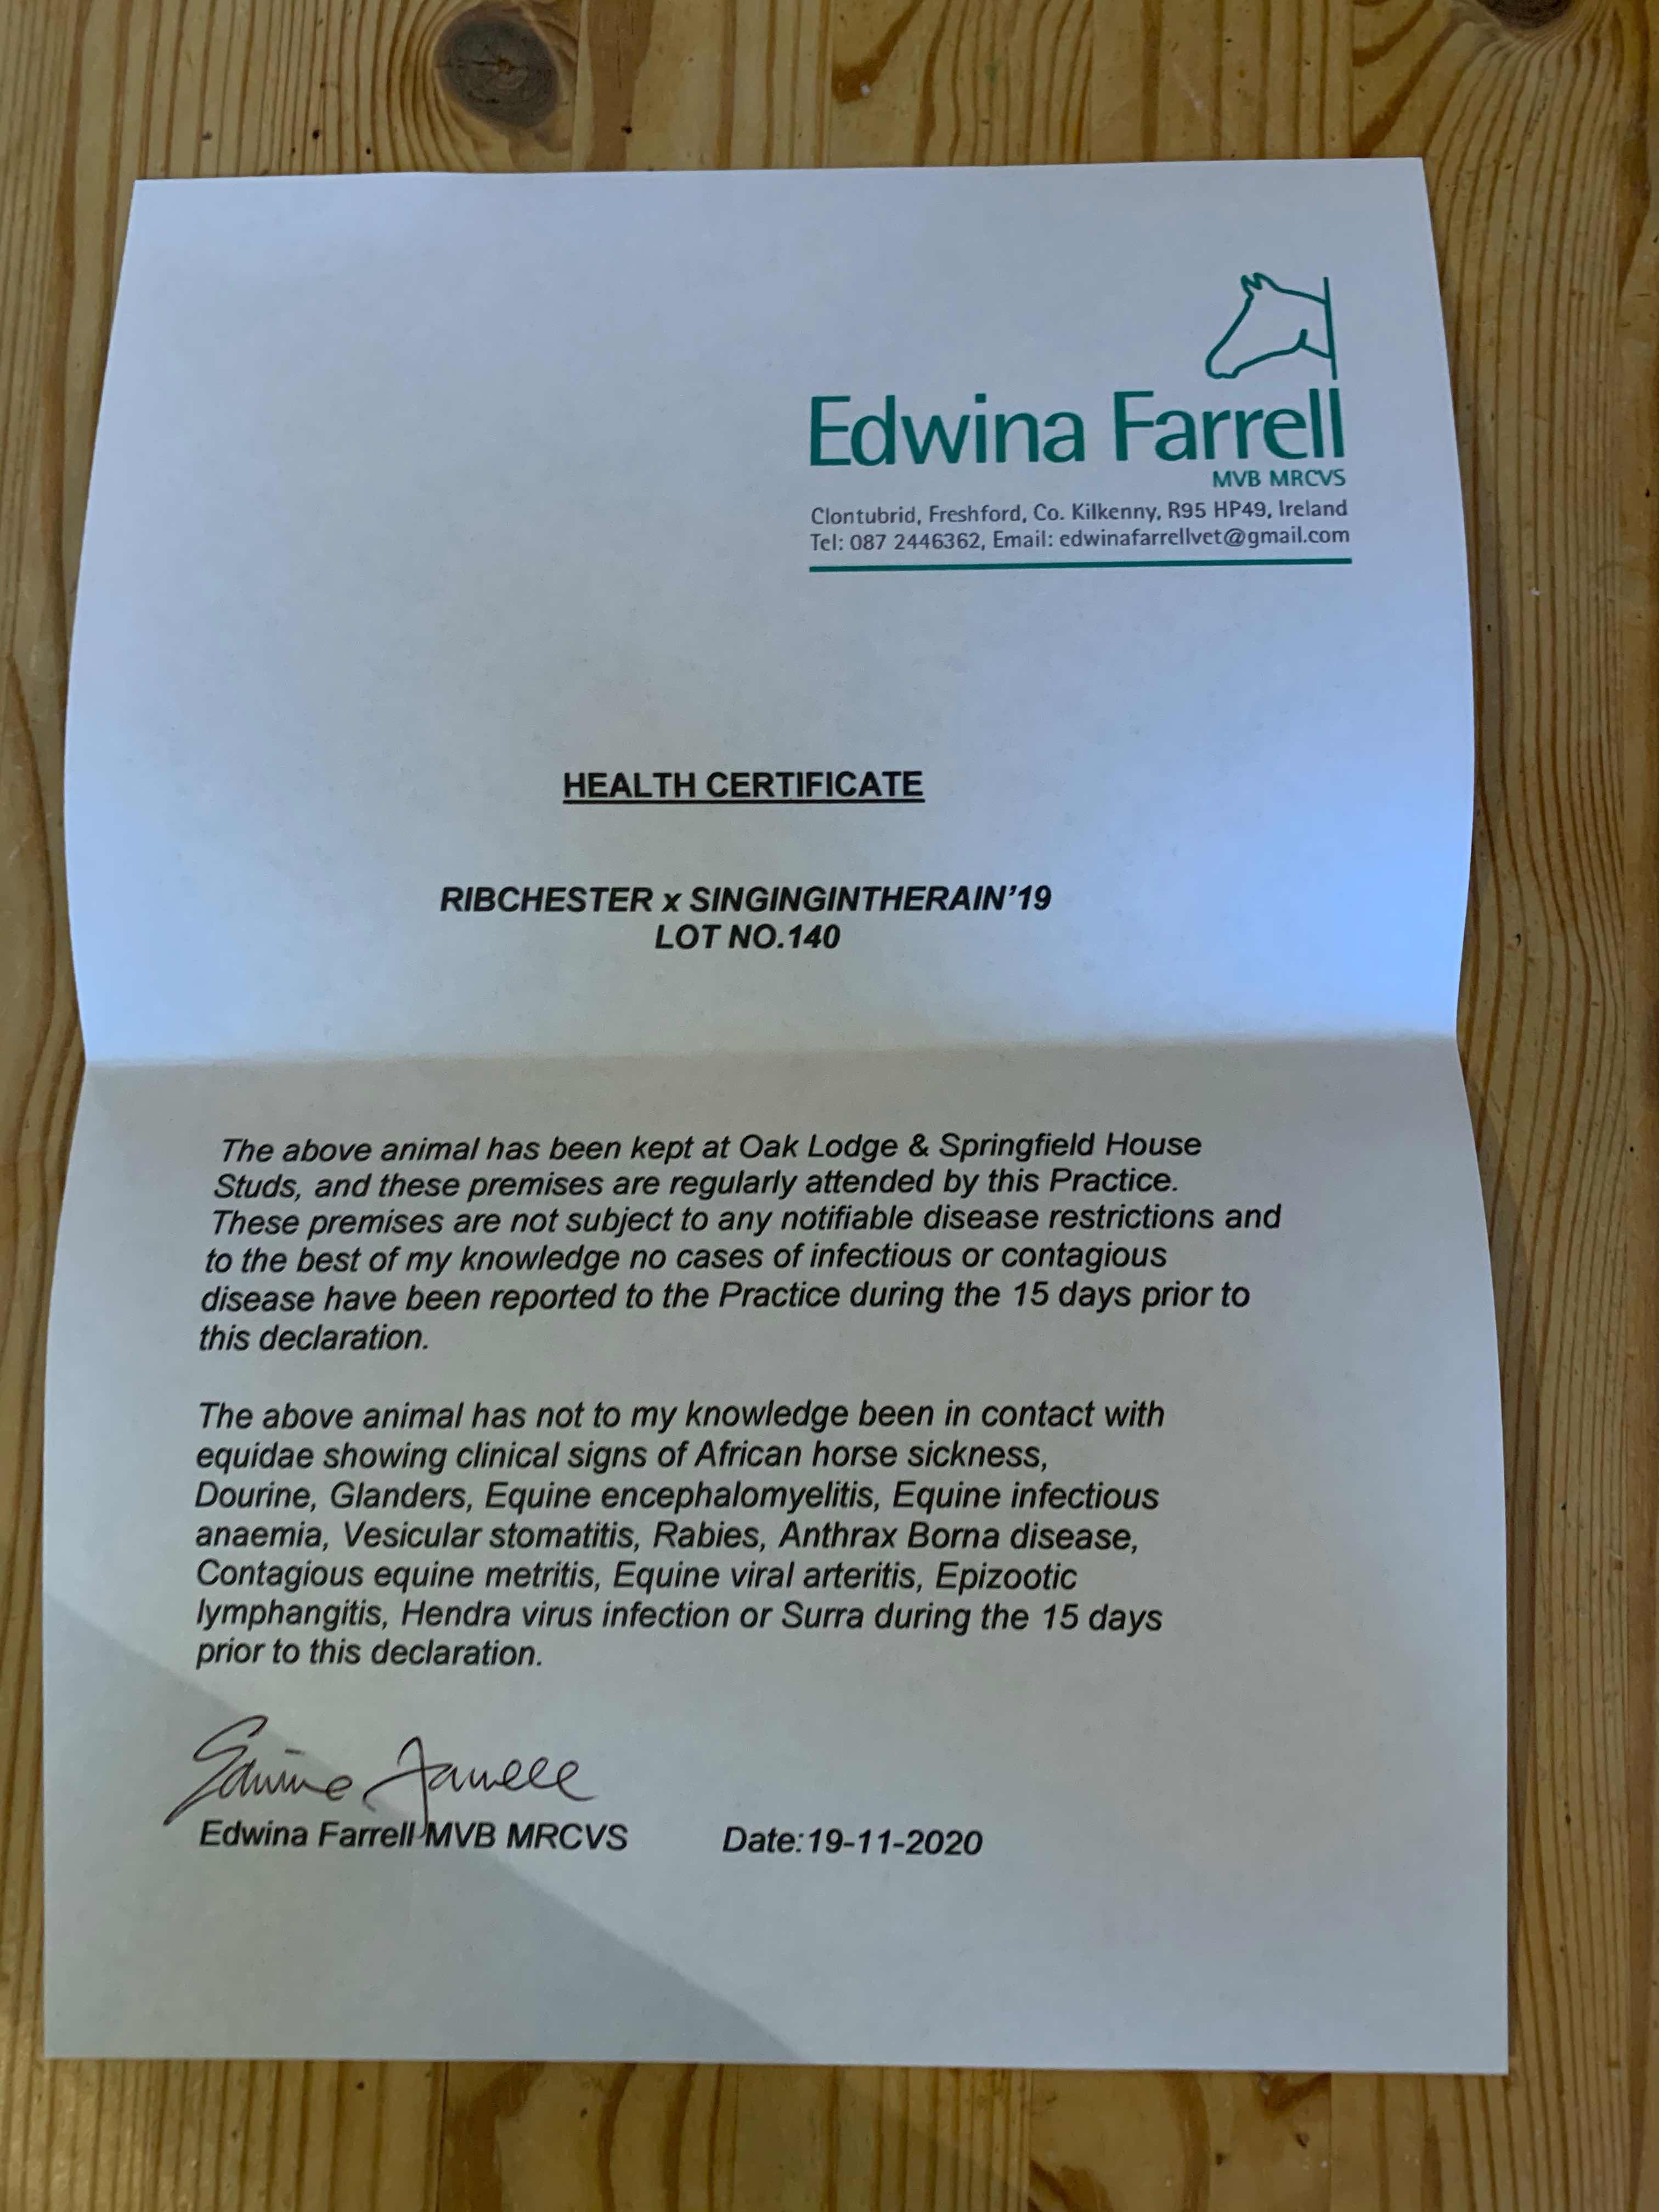 Edwina Farrell
MVB MRCVS
Clontubrid, Freshford, Co. Kilkenny, R95 HP49, Ireland
Tel: 087 2446362, Email: edwinafarrellvet@gmail.com
HEALTH CERTIFICATE
RIBCHESTER x SINGINGINTHERAIN'19
LOT NO.140
The above animal has been kept at Oak Lodge & Springfield House
Studs, and these premises are regularly attended by this Practice.
These premises are not subject to any notifiable disease restrictions and
to the best of my knowledge no cases of infectious or contagious
disease have been reported to the Practice during the 15 days prior to
this declaration.
The above animal has not to my knowledge been in contact with
equidae showing clinical signs of African horse sickness,
Dourine, Glanders, Equine encephalomyelitis, Equine infectious
anaemia, Vesicular stomatitis, Rabies, Anthrax Borna disease,
Contagious equine metritis, Equine viral arteritis, Epizootic
lymphangitis, Hendra virus infection or Surra during the 15 days
prior to this declaration.
Edwina Farrell
Edwina Farrell MVB MRCVS Date:19-11-2020